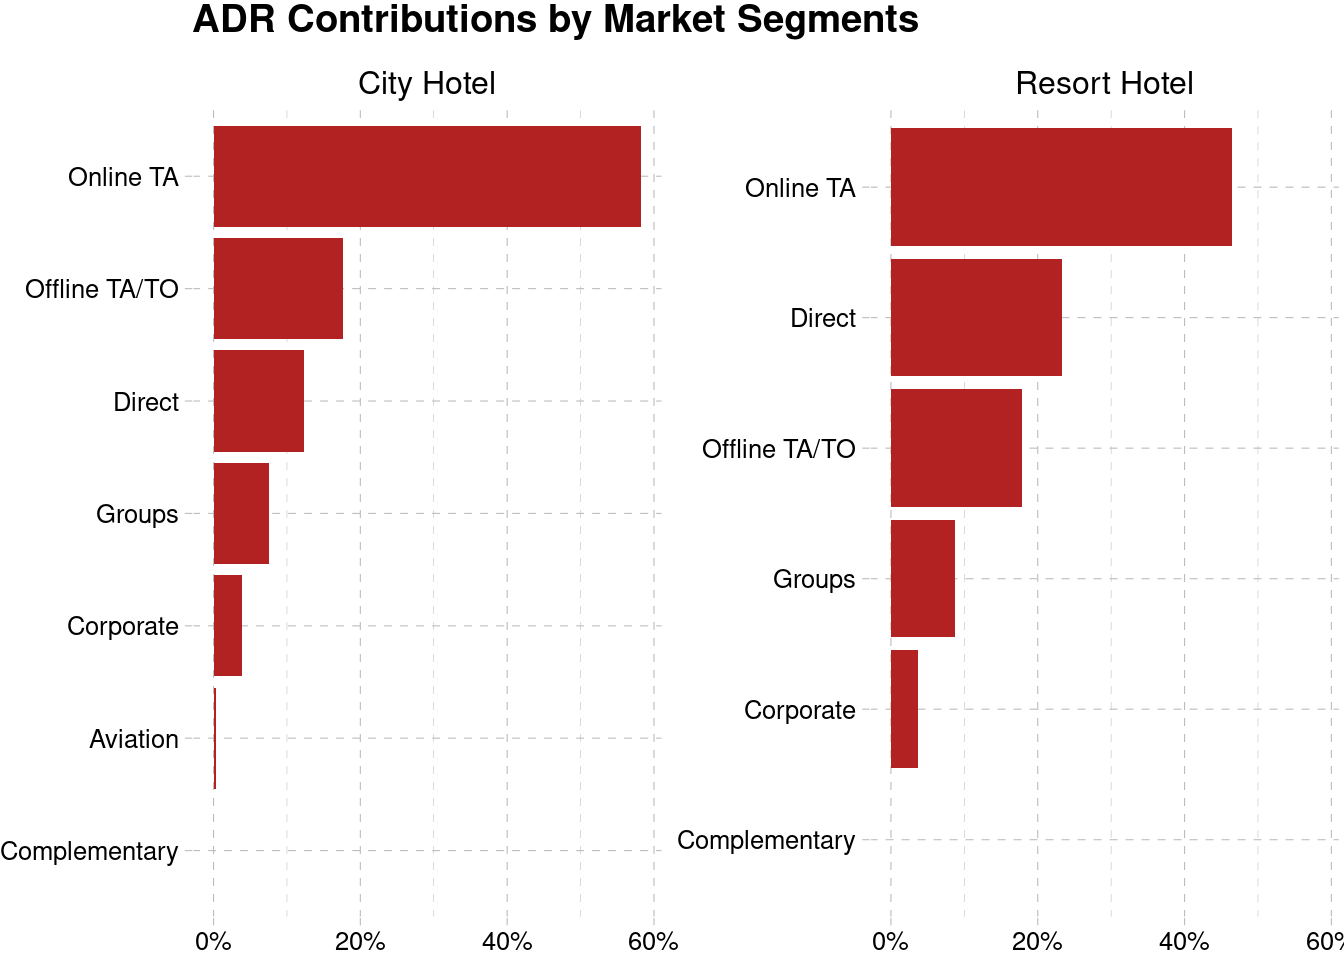 ADR Contributions by Market Segments
City Hotel
Online TA
Offline TA/TO
Direct
Groups
Corporate
Aviation
Complementary
0% 20% 40% 60%
Resort Hotel
Online TA
Direct
Offline TA/TO
Groups
Corporate
Complementary
0% 20% 40% 60%